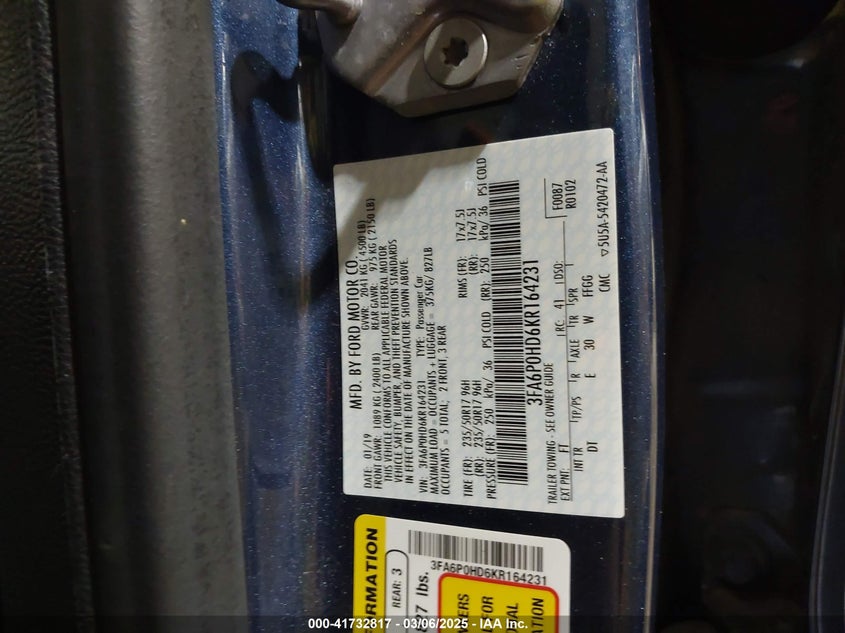 MFD. BY FORD MOTOR CO.
DATE: 01/19 GVWR: 2041 KG (4500 LB)
FRONT GAWR: 1089 KG (2400 LB) REAR GAWR: 975 KG (2150 LB)
THIS VEHICLE CONFORMS TO ALL APPLICABLE FEDERAL MOTOR
VEHICLE SAFETY, BUMPER, AND THEFT PREVENTION STANDARDS
IN EFFECT ON THE DATE OF MANUFACTURE SHOWN ABOVE.
VIN: 3FA6P0HD6KR164231 TYPE: Passenger Car
MAXIMUM LOAD = OCCUPANTS + LUGGAGE = 375KG/ 827LB
OCCUPANTS = 5 TOTAL; 2 FRONT, 3 REAR
TIRE (FR): 235/50R17 96H RIMS (FR): 17x7.5J
(RR): 235/50R17 96H (RR): 17x7.5J
PRESSURE (FR): 250 kPa/ 36 PSI COLD (RR): 250 kPa/ 36 PSI COLD
3FA6P0HD6KR164231
TRAILER TOWING - SEE OWNER GUIDE
EXT PNT: FT RC: 41 DSO: F0087
R0102
INT TR TP/PS R AXLE TR SPR
DT E 30 W FFGG
CMC ▽5U5A-5420472-AA
REAR: 3
3FA6P0HD6KR164231
000-41732817 - 03/06/2025 - IAA Inc.